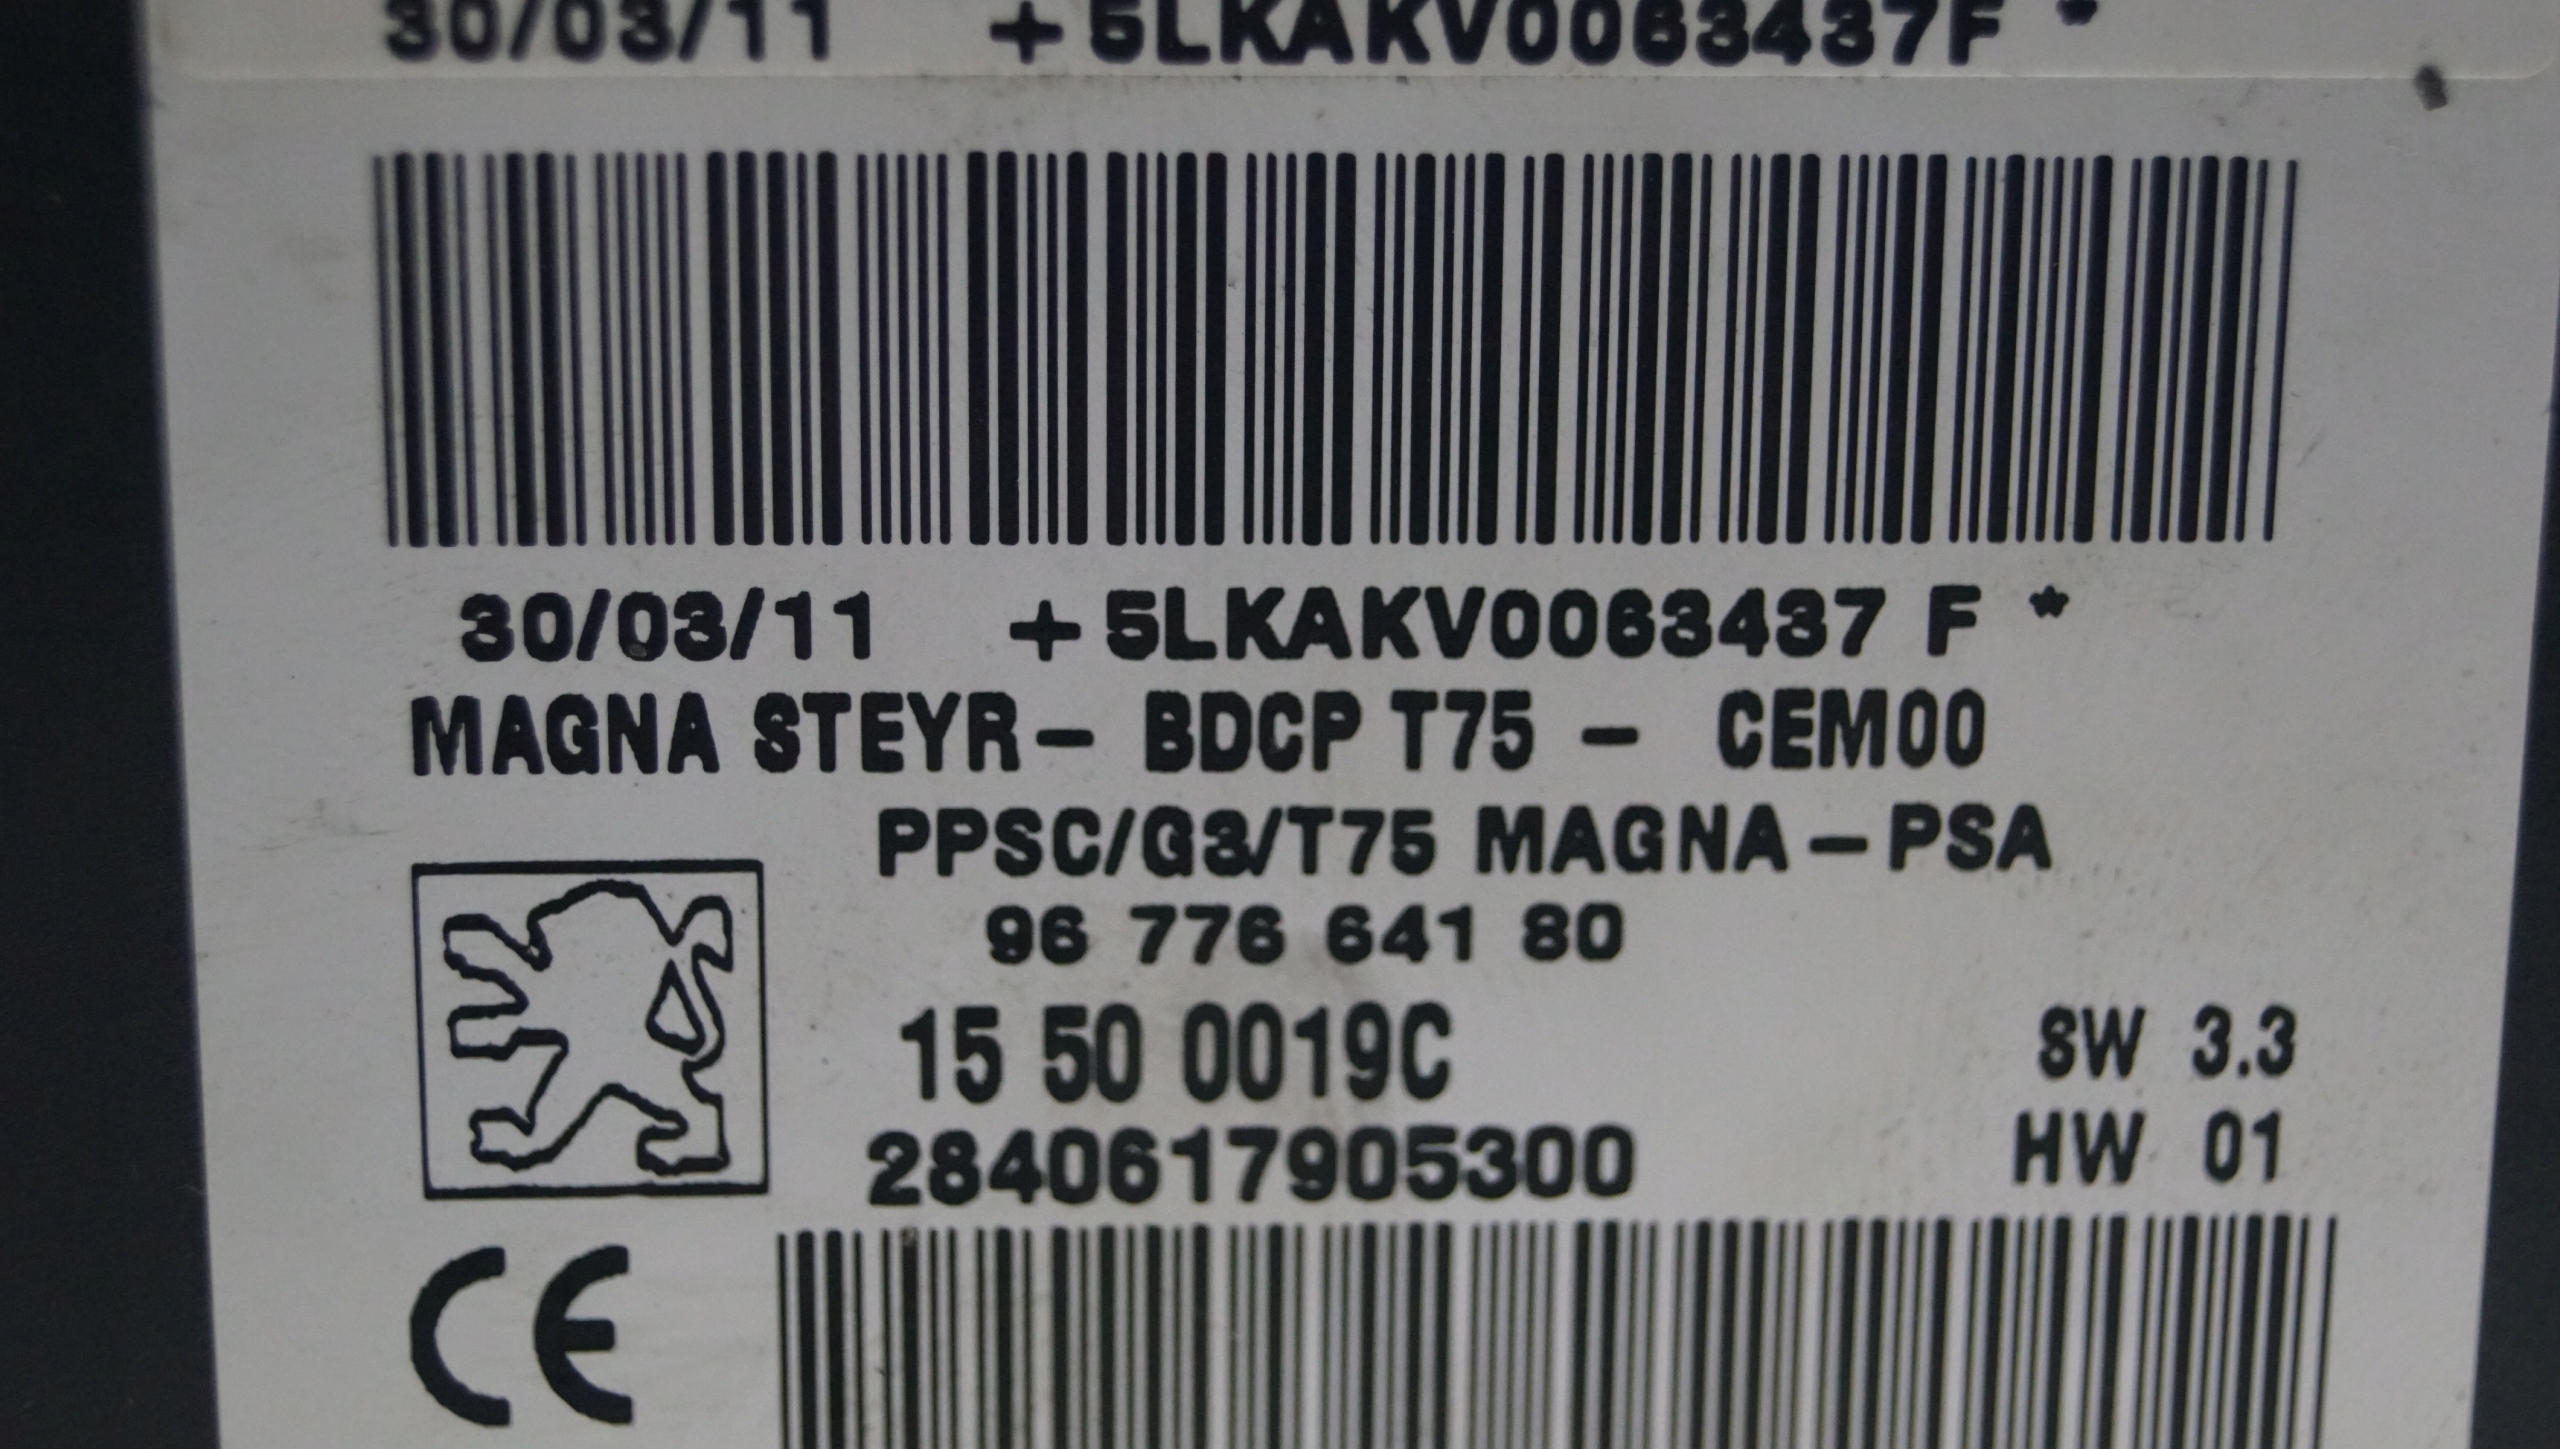 30/03/11 +5LKAKV0063437F *
30/03/11 +5LKAKV0063437 F *
MAGNA STEYR- BDCP T75 - CEM00
PPSC/G3/T75 MAGNA-PSA
96 776 641 80
15 50 0019C
SW 3.3
2840617905300
HW 01
CE